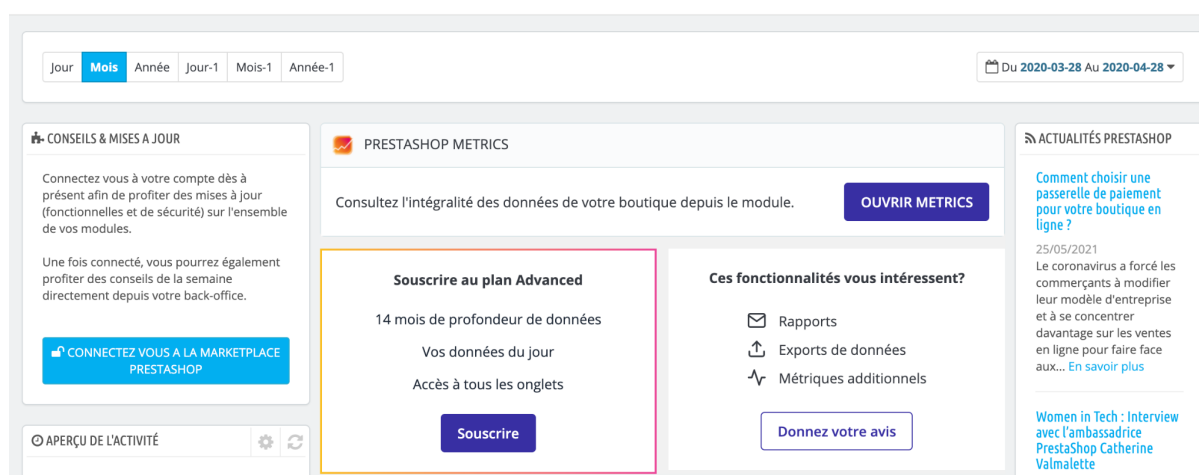 Jour Mois Année Jour-1 Mois-1 Année-1
Du 2020-03-28 Au 2020-04-28
CONSEILS & MISES A JOUR
Connectez vous à votre compte dès à
présent afin de profiter des mises à jour
(fonctionnelles et de sécurité) sur l'ensemble
de vos modules.
Une fois connecté, vous pourrez également
profiter des conseils de la semaine
directement depuis votre back-office.
CONNECTEZ VOUS A LA MARKETPLACE
PRESTASHOP
APERÇU DE L'ACTIVITÉ
PRESTASHOP METRICS
Consultez l'intégralité des données de votre boutique depuis le module.
OUVRIR METRICS
Souscrire au plan Advanced
14 mois de profondeur de données
Vos données du jour
Accès à tous les onglets
Souscrire
Ces fonctionnalités vous intéressent?
Rapports
Exports de données
Métriques additionnels
Donnez votre avis
ACTUALITÉS PRESTASHOP
Comment choisir une
passerelle de paiement
pour votre boutique en
ligne ?
25/05/2021
Le coronavirus a forcé les
commerçants à modifier
leur modèle d'entreprise
et à se concentrer
davantage sur les ventes
en ligne pour faire face
aux... En savoir plus
Women in Tech : Interview
avec l'ambassadrice
PrestaShop Catherine
Valmalette